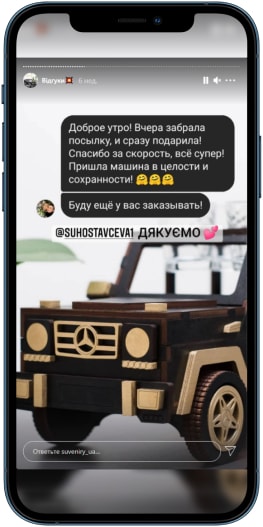 Відгуки💥 6 нед.
Доброе утро! Вчера забрала
посылку, и сразу подарила!
Спасибо за скорость, всё супер!
Пришла машина в целости и
сохранности! 🤗🤗🤗
Буду ещё у вас заказывать!
@SUHOSTAVCEVA1 ДЯКУЄМО 💕
Ответьте suveniry_ua...